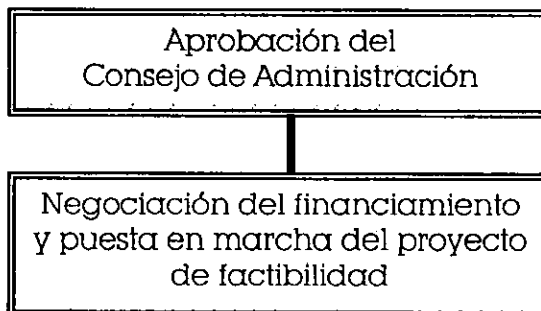 Aprobación del
Consejo de Administración
Negociación del financiamiento
y puesta en marcha del proyecto
de factibilidad